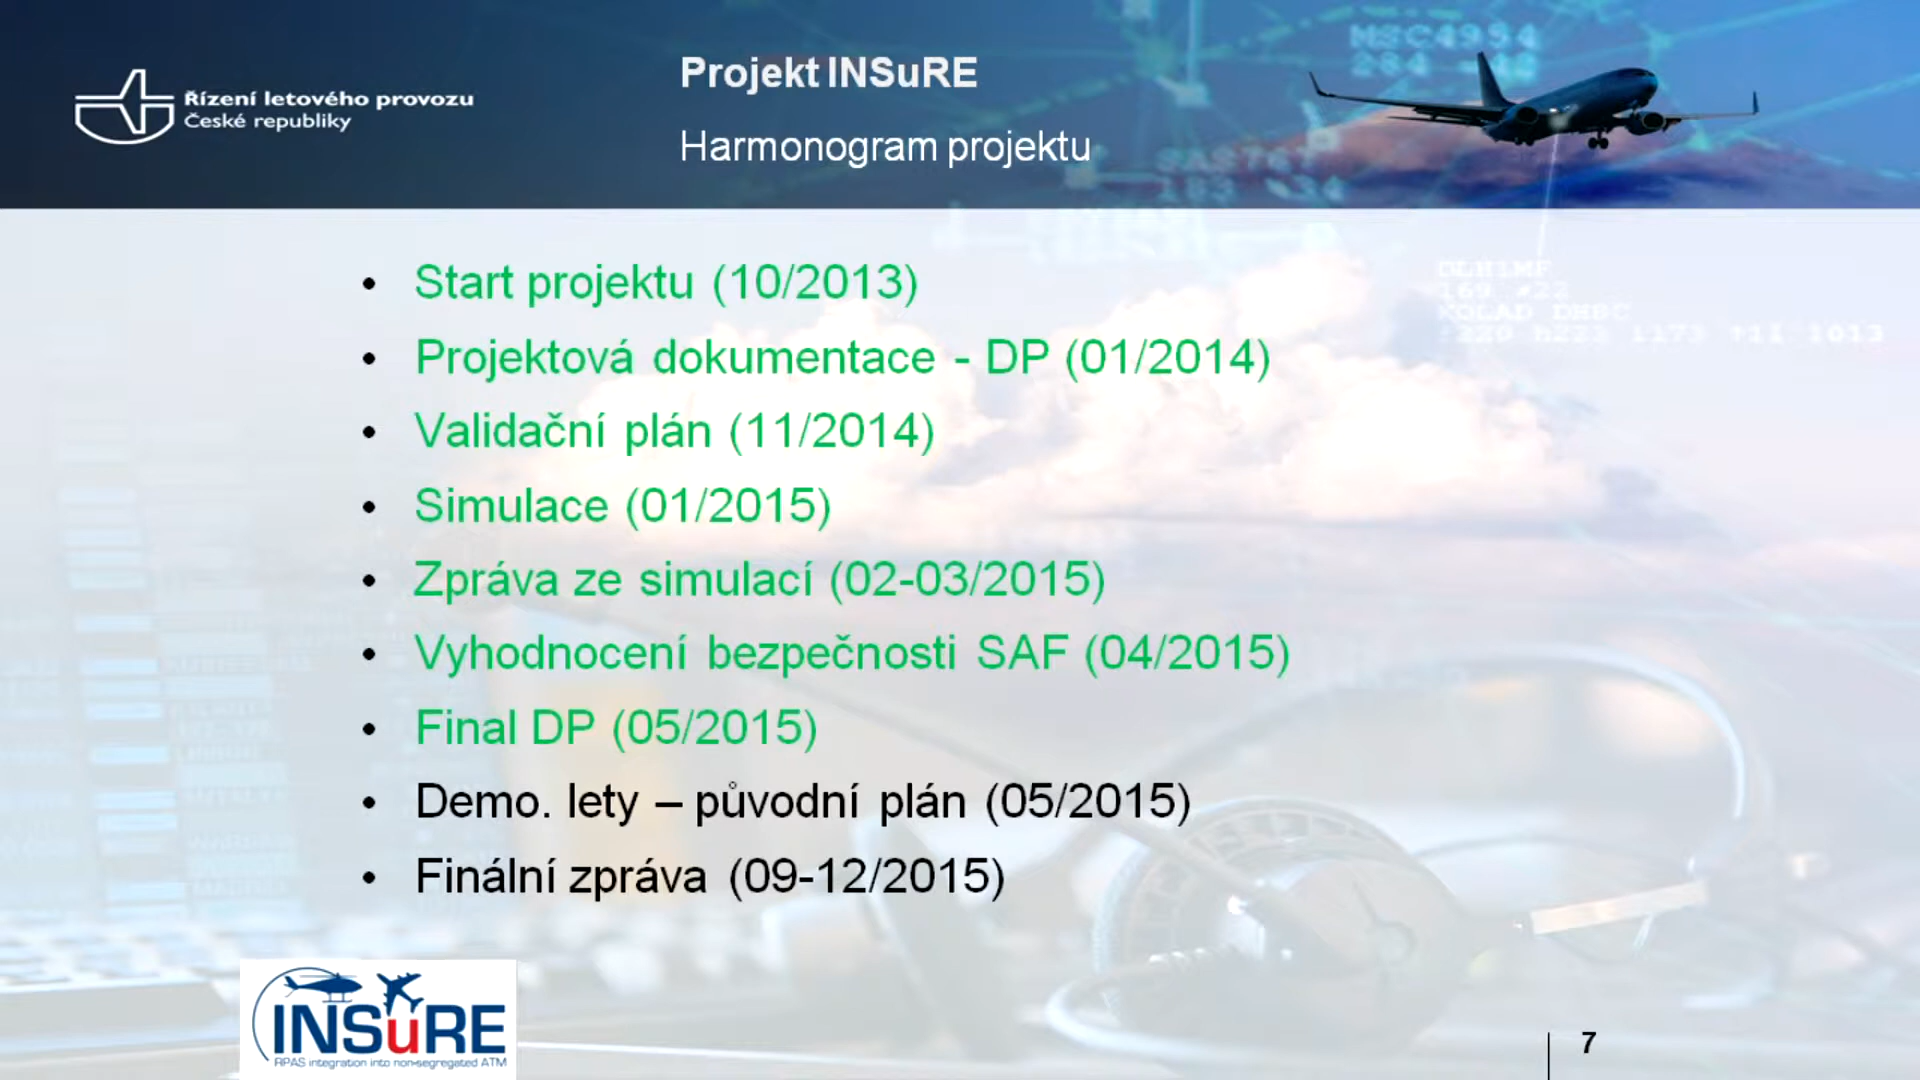 Řízení letového provozu
České republiky
Projekt INSuRE
Harmonogram projektu
MSC4954
DLH1MF
• Start projektu (10/2013)
• Projektová dokumentace - DP (01/2014)
• Validační plán (11/2014)
• Simulace (01/2015)
• Zpráva ze simulací (02-03/2015)
• Vyhodnocení bezpečnosti SAF (04/2015)
• Final DP (05/2015)
• Demo. lety – původní plán (05/2015)
• Finální zpráva (09-12/2015)
INSuRE
RPAS integration into non-segregated ATM
7